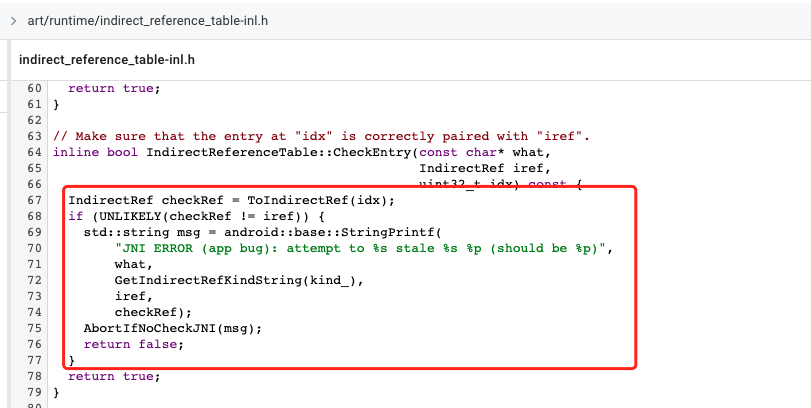 art/runtime/indirect_reference_table-inl.h
indirect_reference_table-inl.h
60 return true;
61 }
62
63 // Make sure that the entry at "idx" is correctly paired with "iref".
64 inline bool IndirectReferenceTable::CheckEntry(const char* what,
65 IndirectRef iref,
66 uint32_t idx) const {
67 IndirectRef checkRef = ToIndirectRef(idx);
68 if (UNLIKELY(checkRef != iref)) {
69 std::string msg = android::base::StringPrintf(
70 "JNI ERROR (app bug): attempt to %s stale %s %p (should be %p)",
71 what,
72 GetIndirectRefKindString(kind_),
73 iref,
74 checkRef);
75 AbortIfNoCheckJNI(msg);
76 return false;
77 }
78 return true;
79 }
80